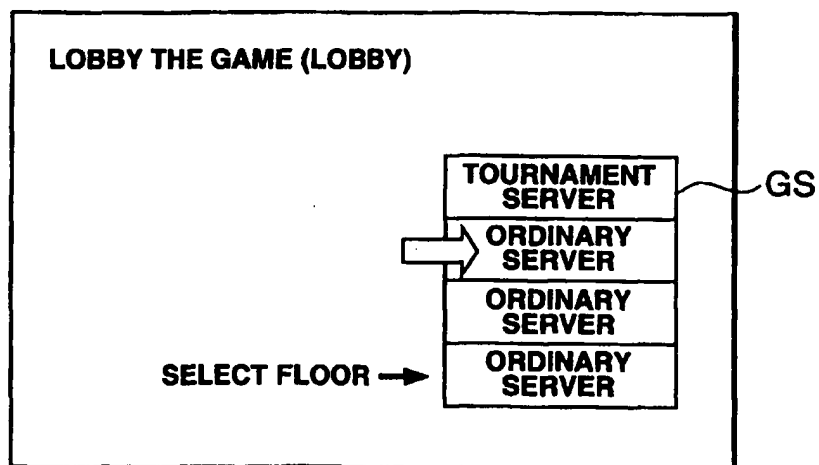 LOBBY THE GAME (LOBBY)
TOURNAMENT
SERVER
GS
ORDINARY
SERVER
ORDINARY
SERVER
SELECT FLOOR
ORDINARY
SERVER